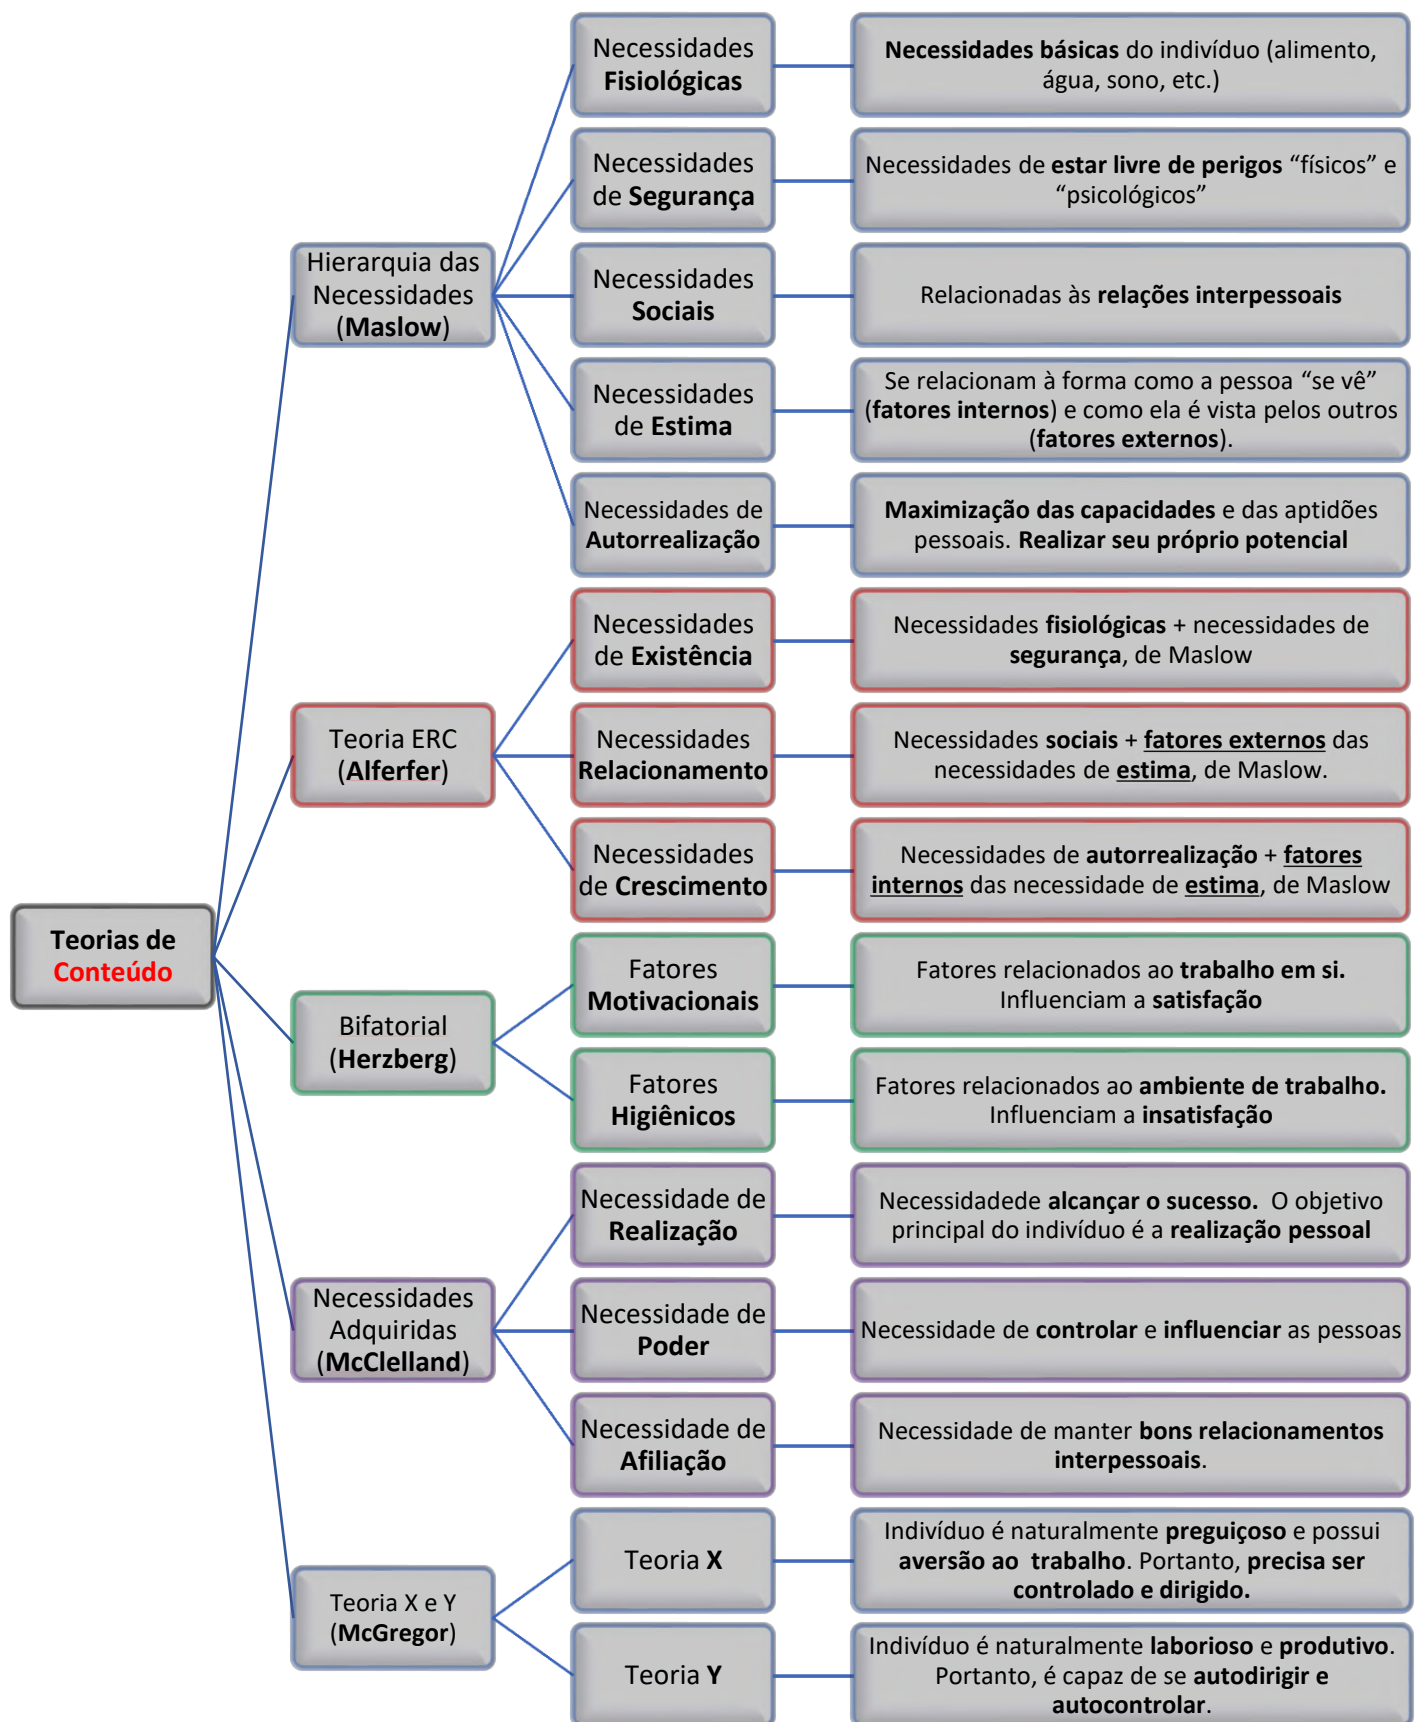 Teorias de
Conteúdo
Hierarquia das
Necessidades
(Maslow)
Necessidades
Fisiológicas
Necessidades básicas do indivíduo (alimento,
água, sono, etc.)
Necessidades
de Segurança
Necessidades de estar livre de perigos “físicos” e
“psicológicos”
Necessidades
Sociais
Relacionadas às relações interpessoais
Necessidades
de Estima
Se relacionam à forma como a pessoa “se vê”
(fatores internos) e como ela é vista pelos outros
(fatores externos).
Necessidades de
Autorrealização
Maximização das capacidades e das aptidões
pessoais. Realizar seu próprio potencial
Teoria ERC
(Alferfer)
Necessidades
de Existência
Necessidades fisiológicas + necessidades de
segurança, de Maslow
Necessidades
Relacionamento
Necessidades sociais + fatores externos das
necessidades de estima, de Maslow.
Necessidades
de Crescimento
Necessidades de autorrealização + fatores
internos das necessidade de estima, de Maslow
Bifatorial
(Herzberg)
Fatores
Motivacionais
Fatores relacionados ao trabalho em si.
Influenciam a satisfação
Fatores
Higiênicos
Fatores relacionados ao ambiente de trabalho.
Influenciam a insatisfação
Necessidades
Adquiridas
(McClelland)
Necessidade de
Realização
Necessidadede alcançar o sucesso. O objetivo
principal do indivíduo é a realização pessoal
Necessidade de
Poder
Necessidade de controlar e influenciar as pessoas
Necessidade de
Afiliação
Necessidade de manter bons relacionamentos
interpessoais.
Teoria X e Y
(McGregor)
Teoria X
Indivíduo é naturalmente preguiçoso e possui
aversão ao trabalho. Portanto, precisa ser
controlado e dirigido.
Teoria Y
Indivíduo é naturalmente laborioso e produtivo.
Portanto, é capaz de se autodirigir e
autocontrolar.